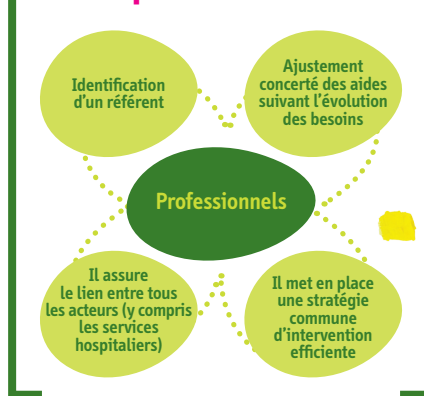 Identification
d'un référent
Ajustement
concerté des aides
suivant l'évolution
des besoins
Professionnels
Il assure
le lien entre tous
les acteurs (y compris
les services
hospitaliers)
Il met en place
une stratégie
commune
d'intervention
efficiente